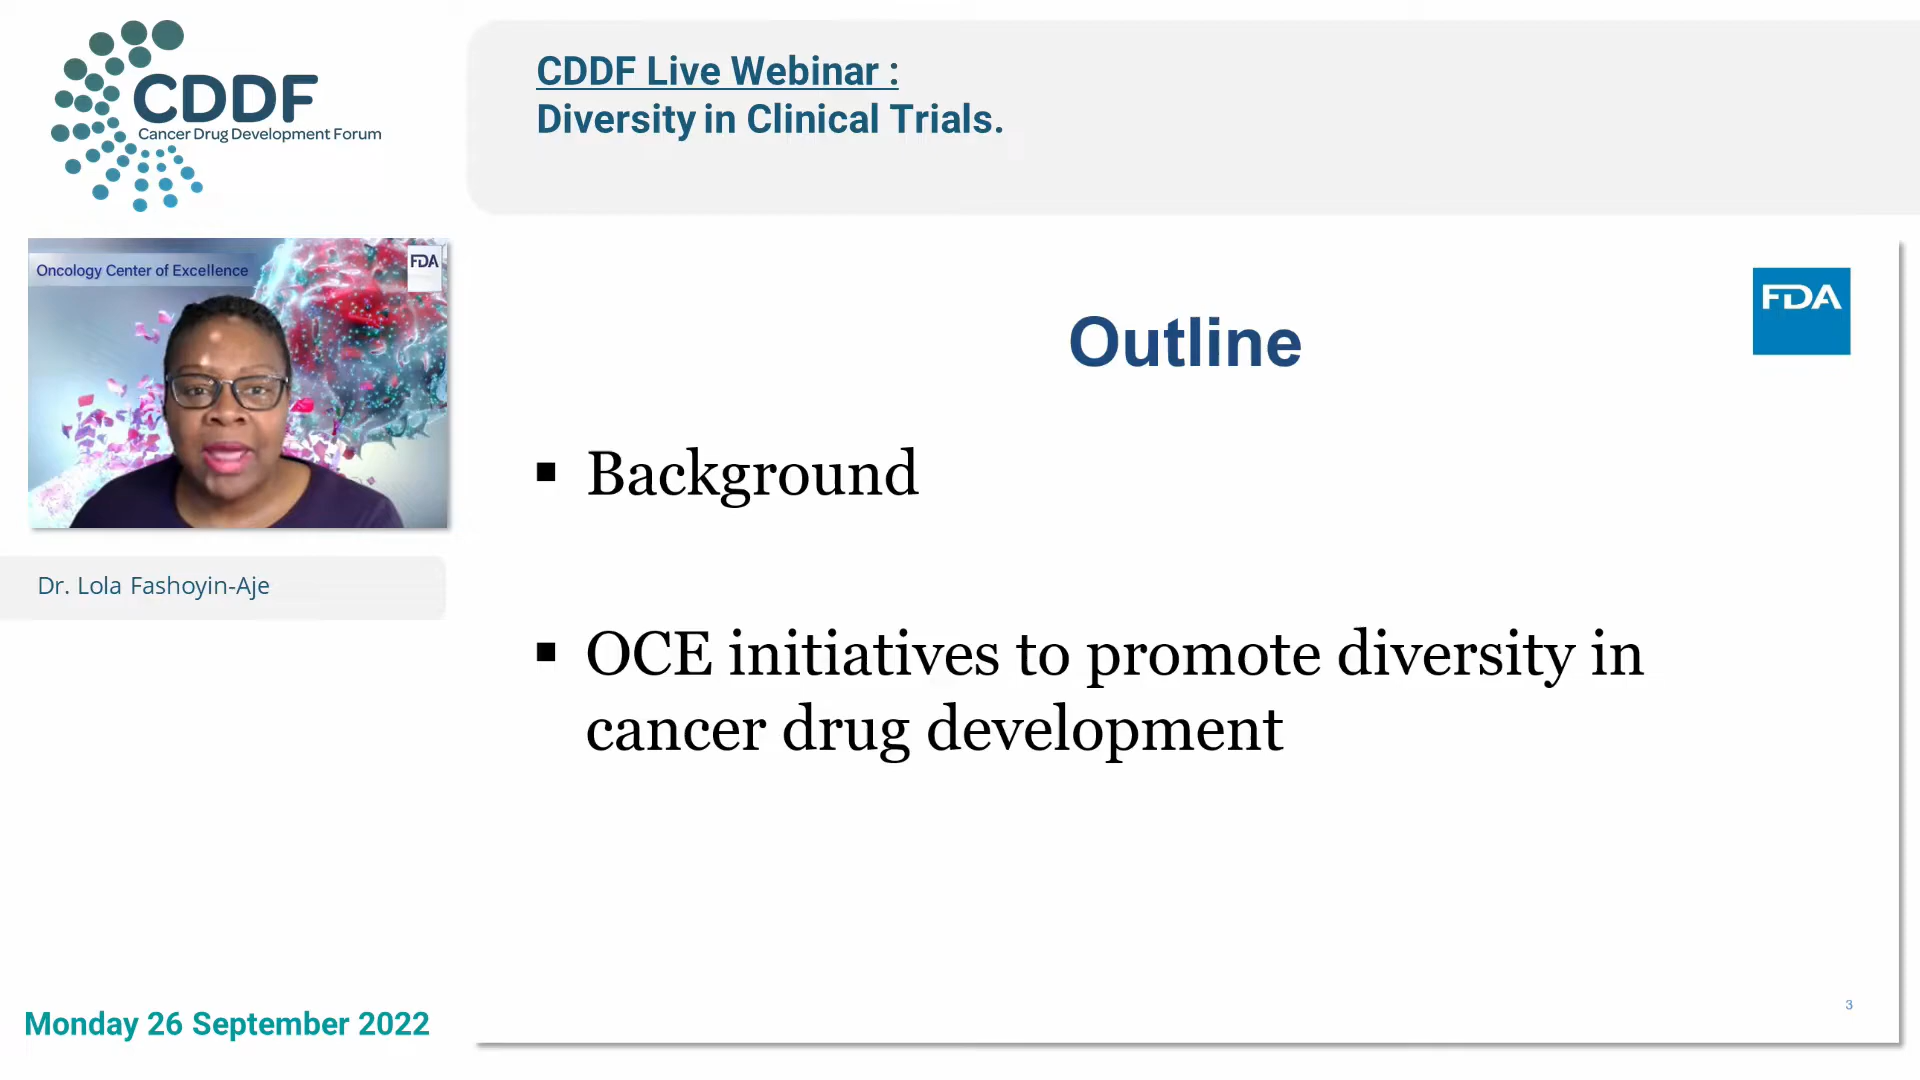 CDDF
Cancer Drug Development Forum
CDDF Live Webinar :
Diversity in Clinical Trials.
Oncology Center of Excellence
FDA
Dr. Lola Fashoyin-Aje
FDA
Outline
▪ Background
▪ OCE initiatives to promote diversity in
cancer drug development
3
Monday 26 September 2022